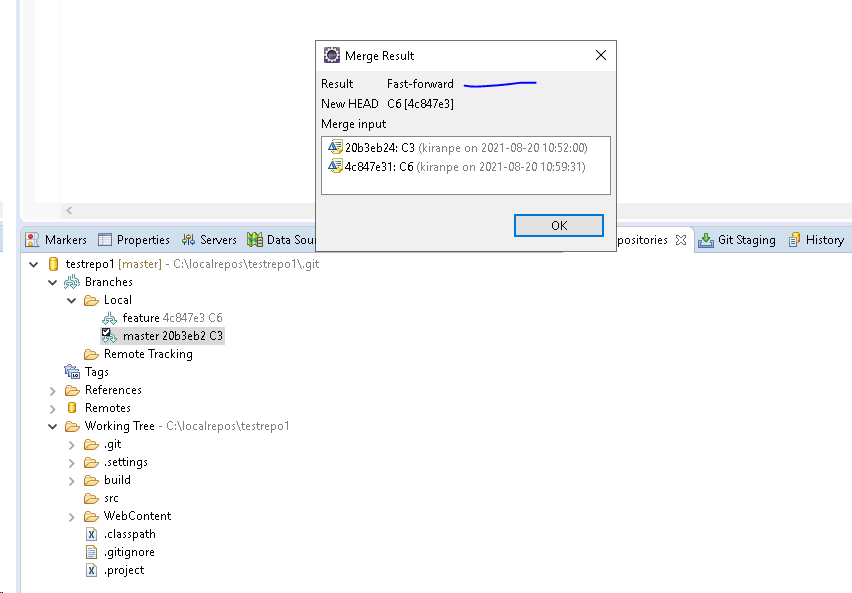 Merge Result
Result Fast-forward
New HEAD C6 [4c847e3]
Merge input
20b3eb24: C3 (kiranpe on 2021-08-20 10:52:00)
4c847e31: C6 (kiranpe on 2021-08-20 10:59:31)
OK
Markers Properties Servers Data Sou positories Git Staging History
testrepo1 [master] - C:\localrepos\testrepo1\.git
Branches
Local
feature 4c847e3 C6
master 20b3eb2 C3
Remote Tracking
Tags
References
Remotes
Working Tree - C:\localrepos\testrepo1
.git
.settings
build
src
WebContent
.classpath
.gitignore
.project